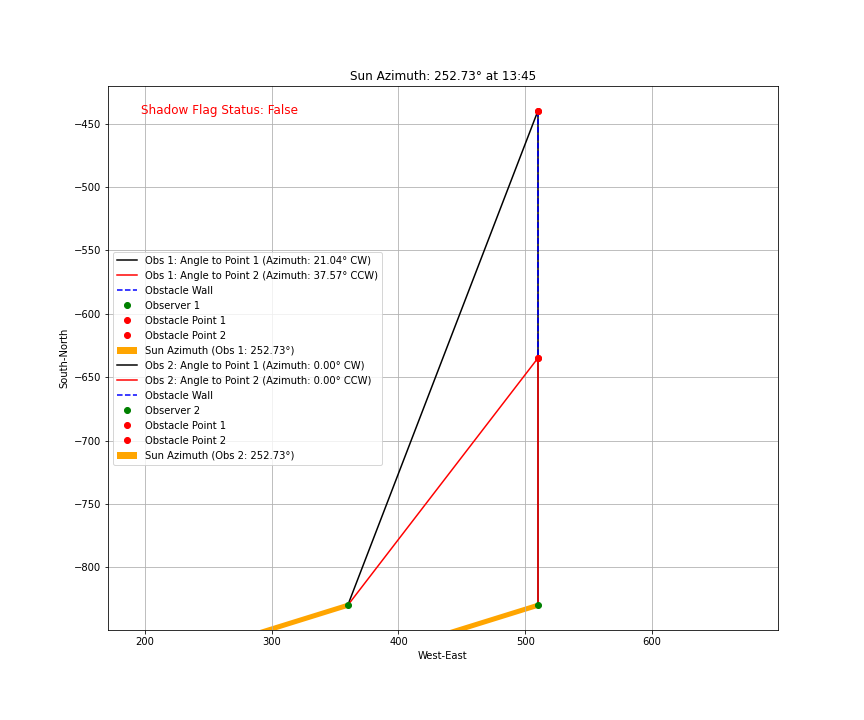 Sun Azimuth: 252.73° at 13:45
Shadow Flag Status: False
−450
−500
−550
−600
−650
−700
−750
−800
South-North
Obs 1: Angle to Point 1 (Azimuth: 21.04° CW)
Obs 1: Angle to Point 2 (Azimuth: 37.57° CCW)
Obstacle Wall
Observer 1
Obstacle Point 1
Obstacle Point 2
Sun Azimuth (Obs 1: 252.73°)
Obs 2: Angle to Point 1 (Azimuth: 0.00° CW)
Obs 2: Angle to Point 2 (Azimuth: 0.00° CCW)
Obstacle Wall
Observer 2
Obstacle Point 1
Obstacle Point 2
Sun Azimuth (Obs 2: 252.73°)
200 300 400 500 600
West-East